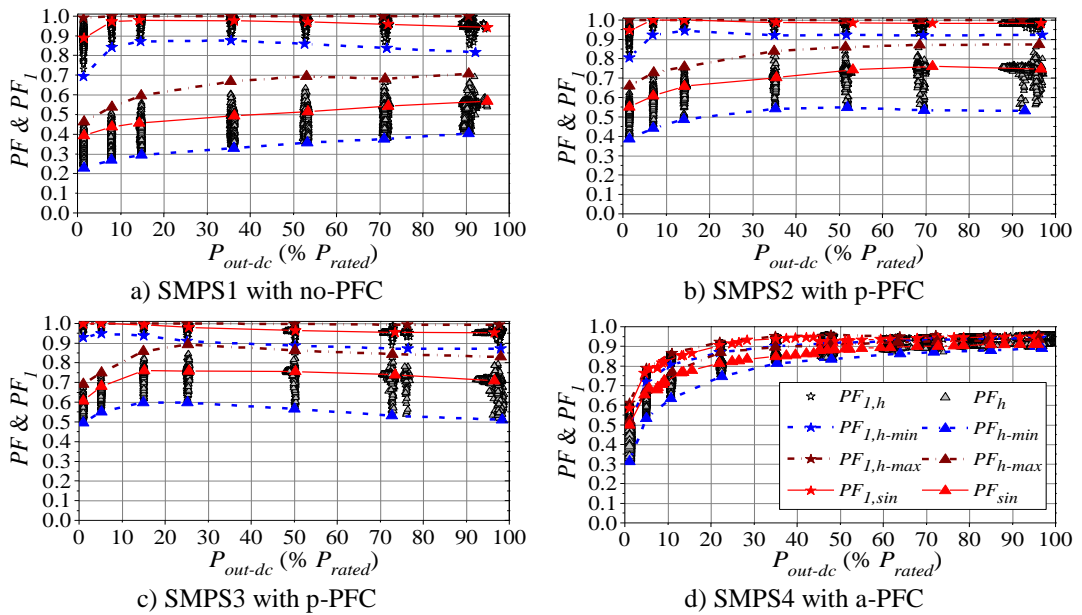 1.0
0.9
0.8
0.7
0.6
0.5
0.4
0.3
0.2
0.1
0.0
PF & PF1
0 10 20 30 40 50 60 70 80 90 100
Pout-dc (% Prated)
a) SMPS1 with no-PFC
1.0
0.9
0.8
0.7
0.6
0.5
0.4
0.3
0.2
0.1
0.0
PF & PF1
0 10 20 30 40 50 60 70 80 90 100
Pout-dc (% Prated)
b) SMPS2 with p-PFC
1.0
0.9
0.8
0.7
0.6
0.5
0.4
0.3
0.2
0.1
0.0
PF & PF1
0 10 20 30 40 50 60 70 80 90 100
Pout-dc (% Prated)
c) SMPS3 with p-PFC
1.0
0.9
0.8
0.7
0.6
0.5
0.4
0.3
0.2
0.1
0.0
PF & PF1
PF1,h PFh
PF1,h-min PFh-min
PF1,h-max PFh-max
PF1,sin PFsin
0 10 20 30 40 50 60 70 80 90 100
Pout-dc (% Prated)
d) SMPS4 with a-PFC